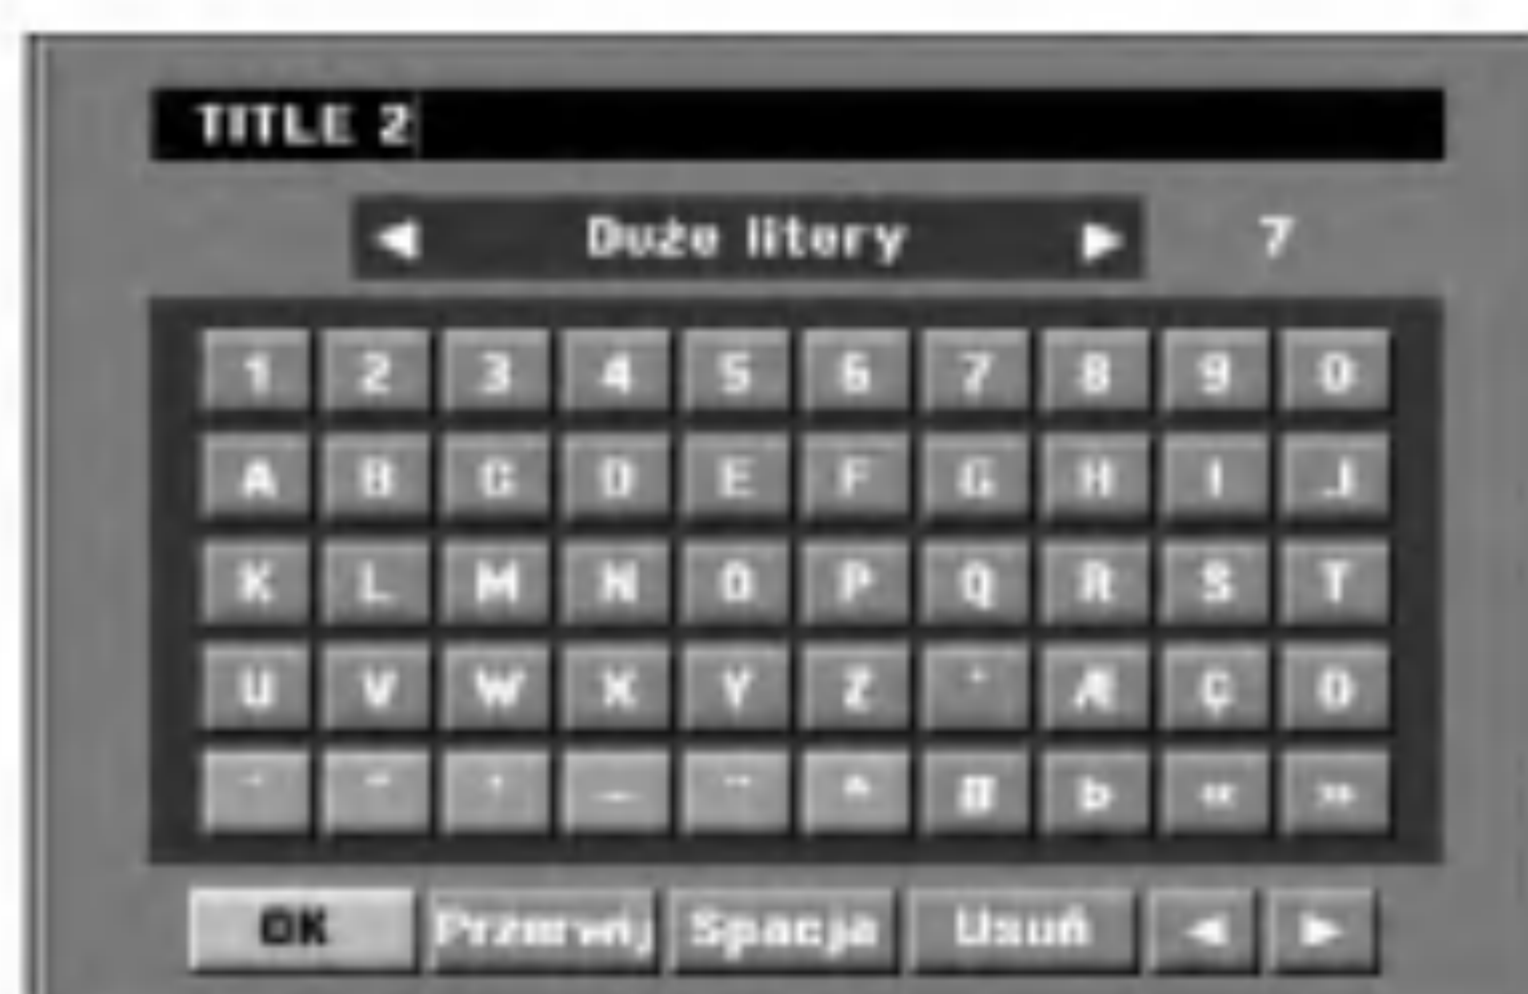 TITLE 2
◀ Duże litery ▶ 7
1 2 3 4 5 6 7 8 9 0
A B C D E F G H I J
K L M N O P Q R S T
U V W X Y Z Æ Ç
_ ^ « »
OK Przerwij Spacja Usuń ◀ ▶